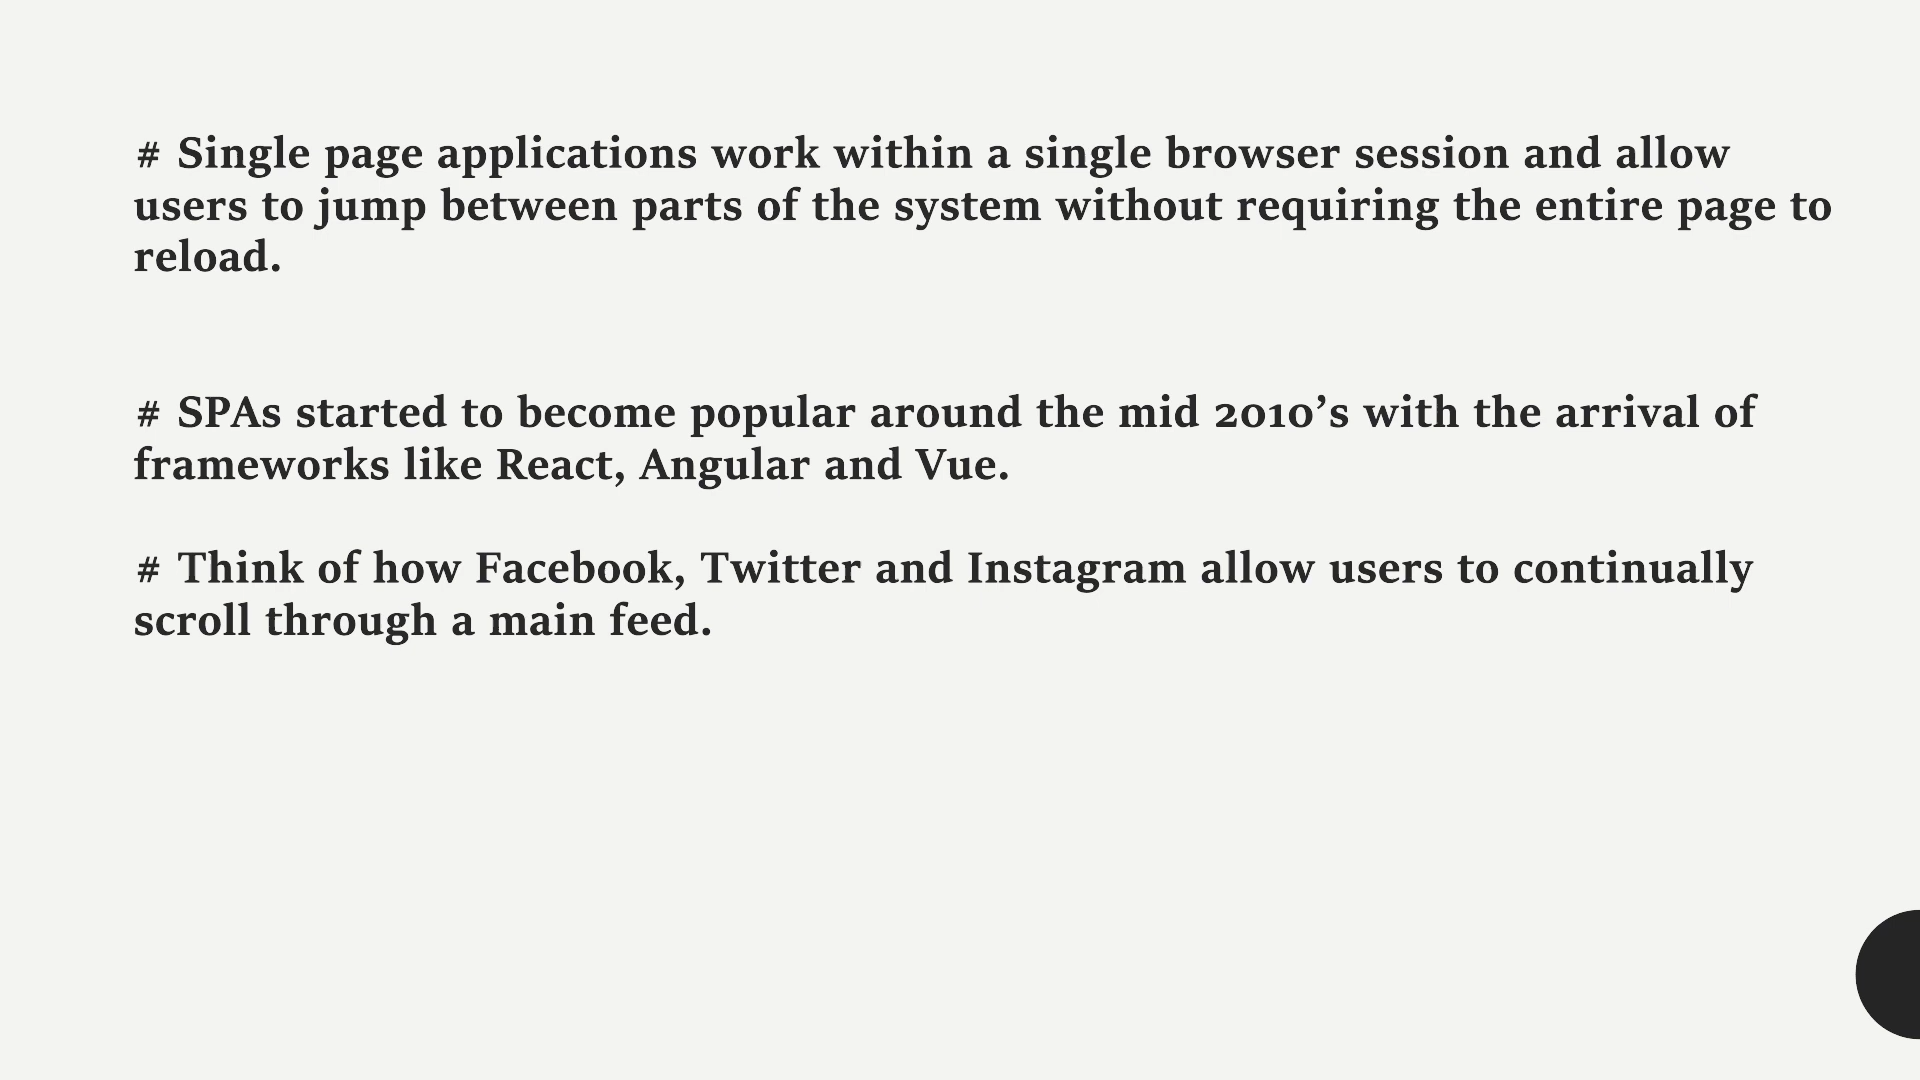 # Single page applications work within a single browser session and allow
users to jump between parts of the system without requiring the entire page to
reload.
# SPAs started to become popular around the mid 2010’s with the arrival of
frameworks like React, Angular and Vue.
# Think of how Facebook, Twitter and Instagram allow users to continually
scroll through a main feed.